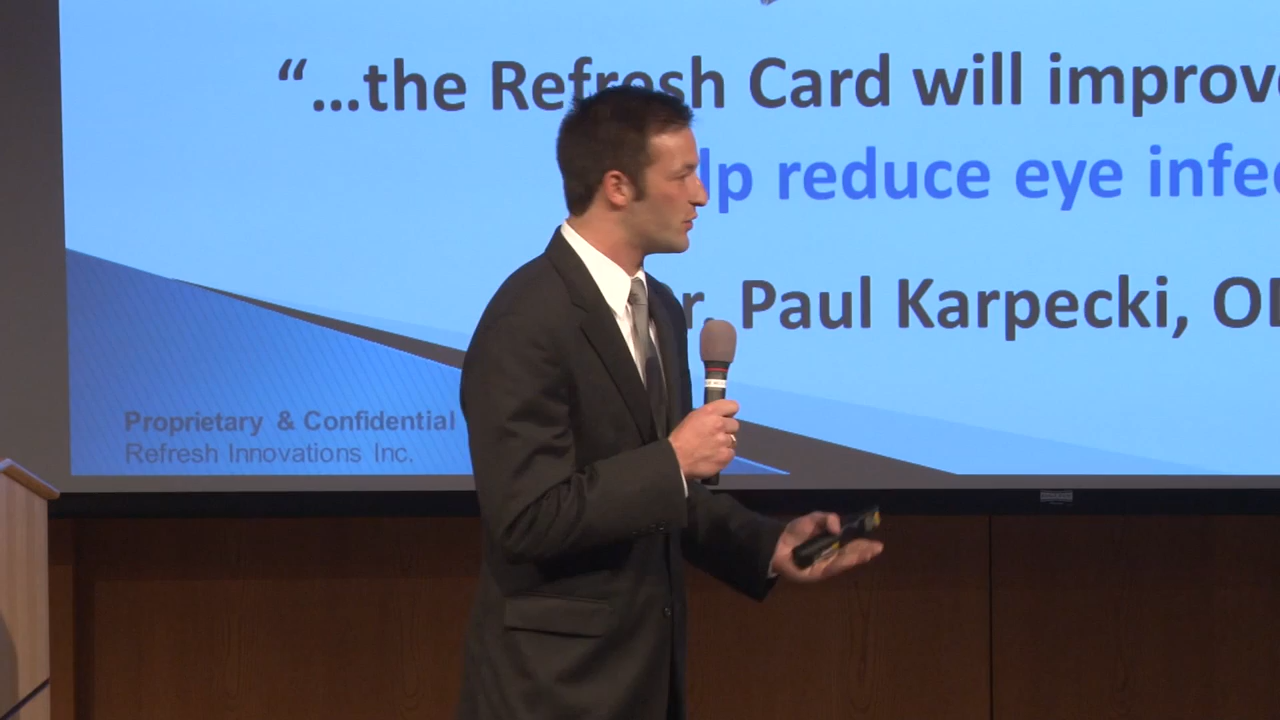 “...the Refresh Card will improv
lp reduce eye infe
r. Paul Karpecki, O
Proprietary & Confidential
Refresh Innovations Inc.